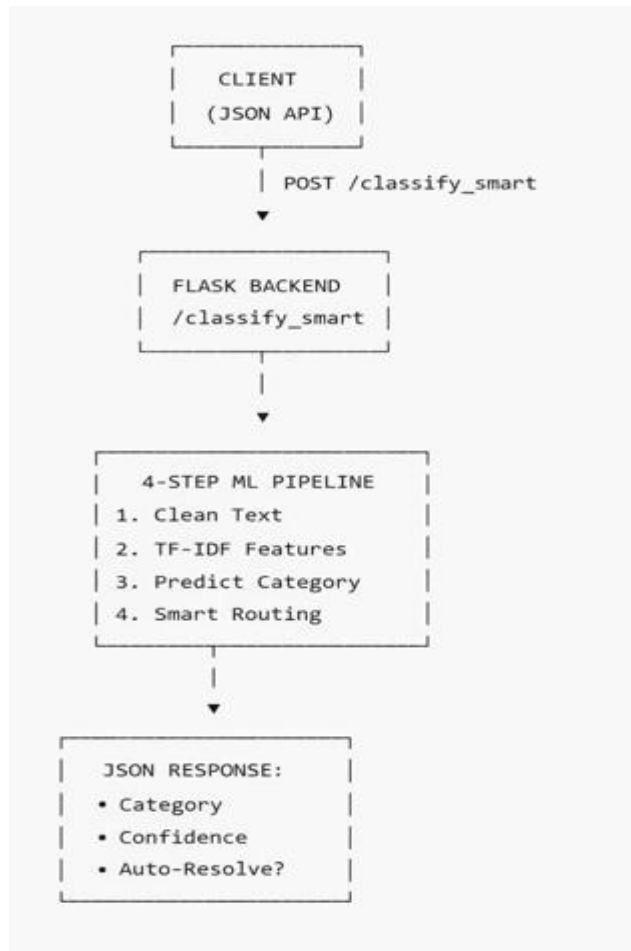 CLIENT
(JSON API)
POST /classify_smart
FLASK BACKEND
/classify_smart
4-STEP ML PIPELINE
1. Clean Text
2. TF-IDF Features
3. Predict Category
4. Smart Routing
JSON RESPONSE:
• Category
• Confidence
• Auto-Resolve?